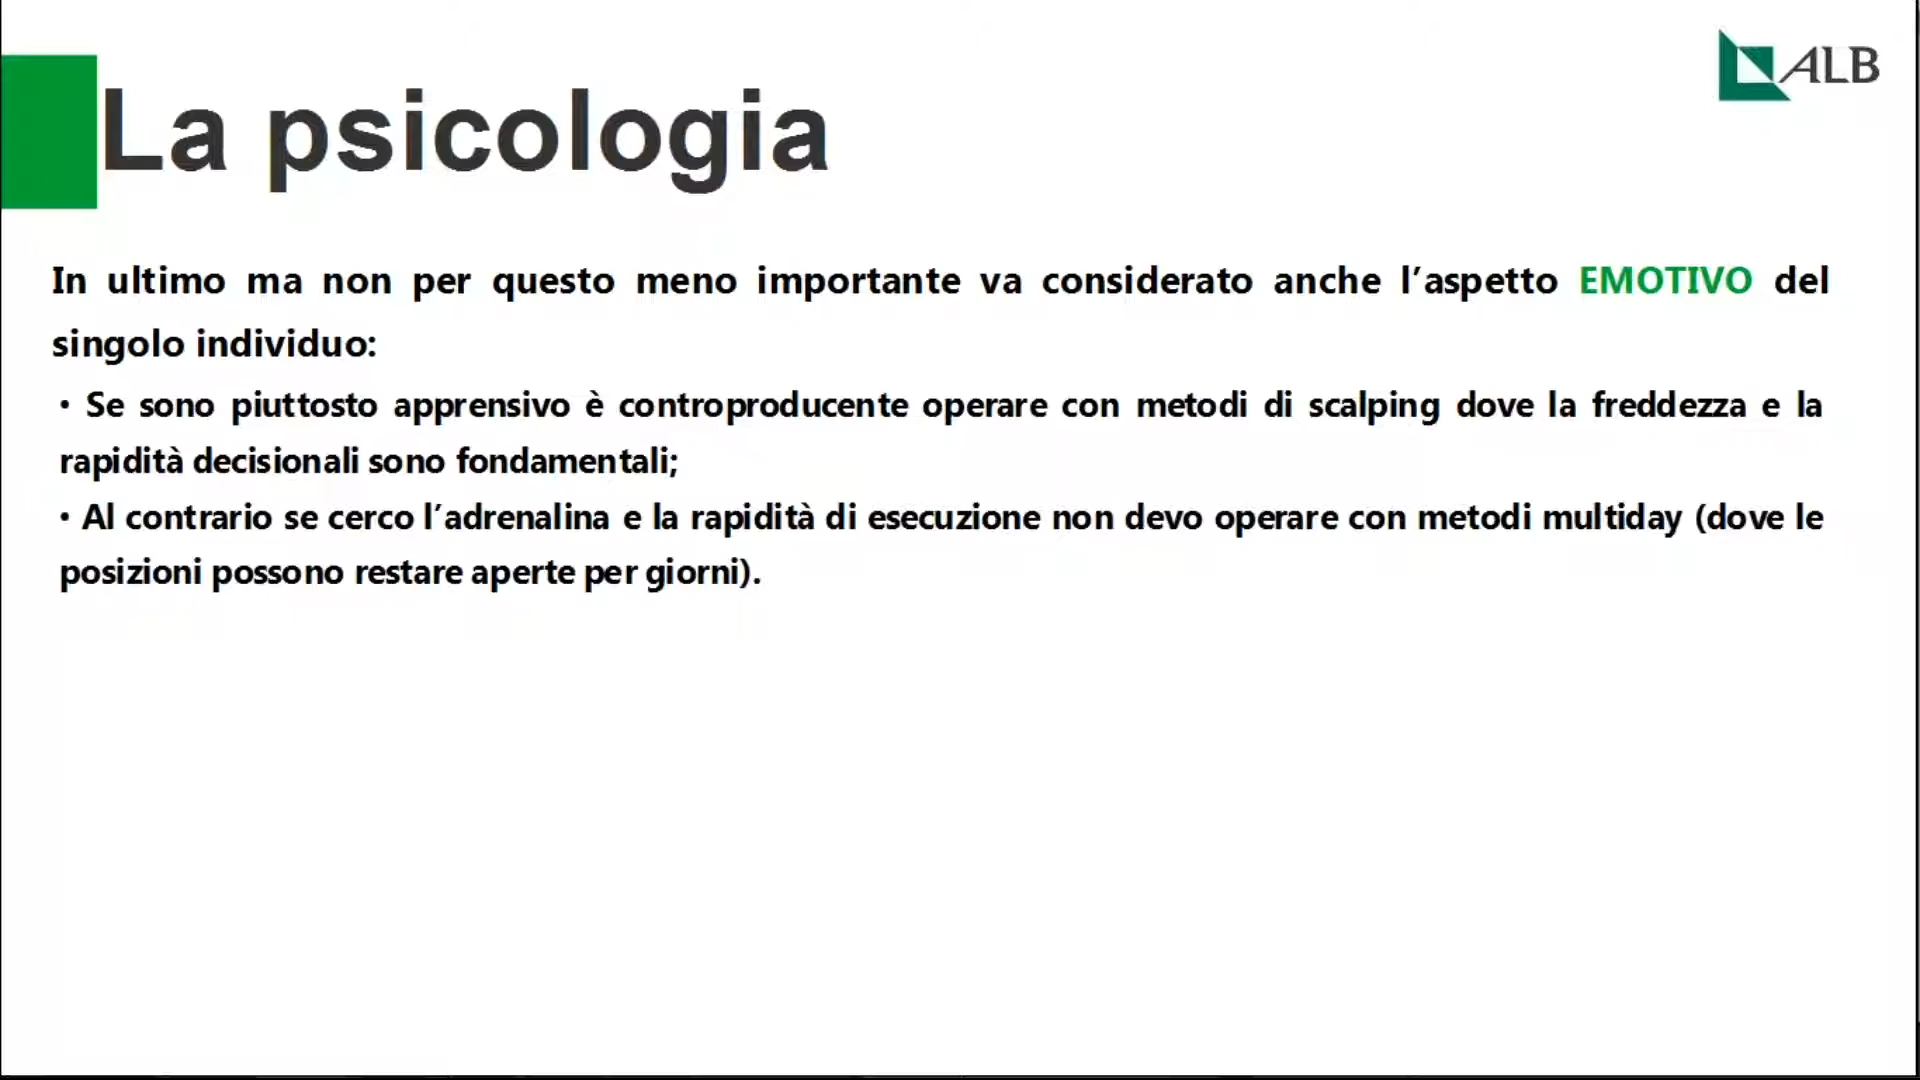 ALB
La psicologia
In ultimo ma non per questo meno importante va considerato anche l’aspetto EMOTIVO del
singolo individuo:
• Se sono piuttosto apprensivo è controproducente operare con metodi di scalping dove la freddezza e la
rapidità decisionali sono fondamentali;
• Al contrario se cerco l’adrenalina e la rapidità di esecuzione non devo operare con metodi multiday (dove le
posizioni possono restare aperte per giorni).